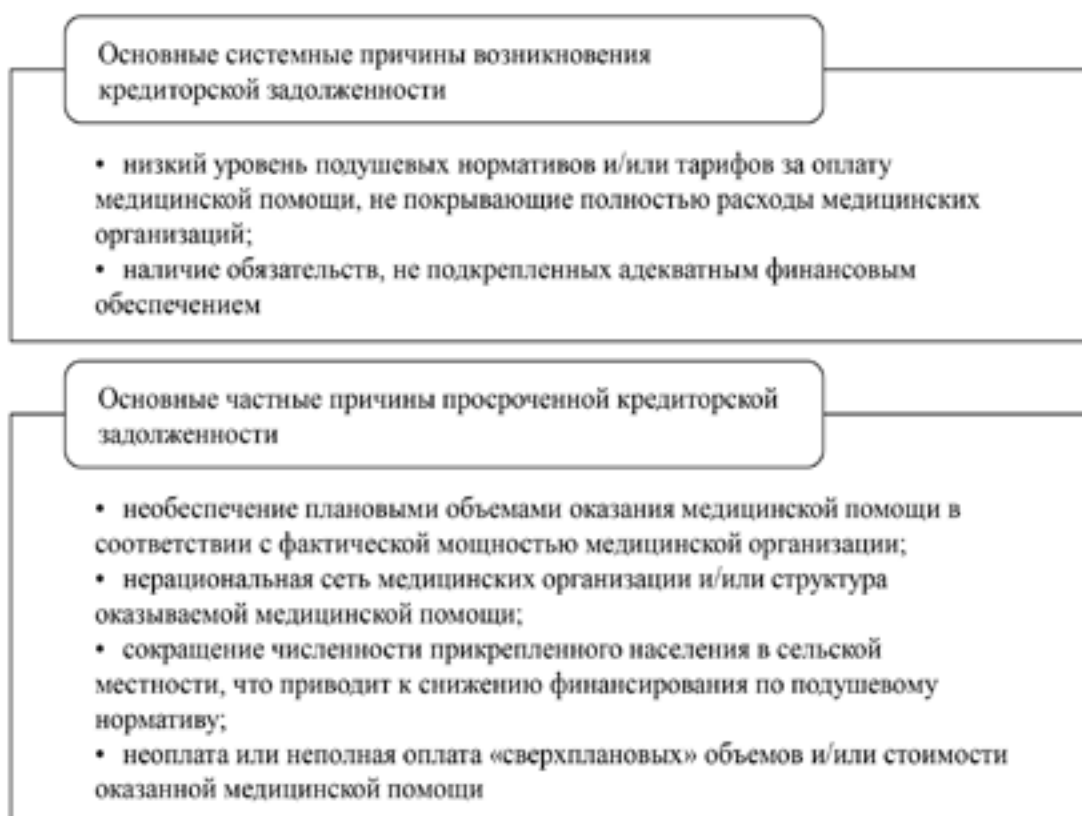 Основные системные причины возникновения
кредиторской задолженности
• низкий уровень подушевых нормативов и/или тарифов за оплату
медицинской помощи, не покрывающие полностью расходы медицинских
организаций;
• наличие обязательств, не подкрепленных адекватным финансовым
обеспечением
Основные частные причины просроченной кредиторской
задолженности
• необеспечение плановыми объемами оказания медицинской помощи в
соответствии с фактической мощностью медицинской организации;
• нерациональная сеть медицинских организации и/или структура
оказываемой медицинской помощи;
• сокращение численности прикрепленного населения в сельской
местности, что приводит к снижению финансирования по подушевому
нормативу;
• неоплата или неполная оплата «сверхплановых» объемов и/или стоимости
оказанной медицинской помощи